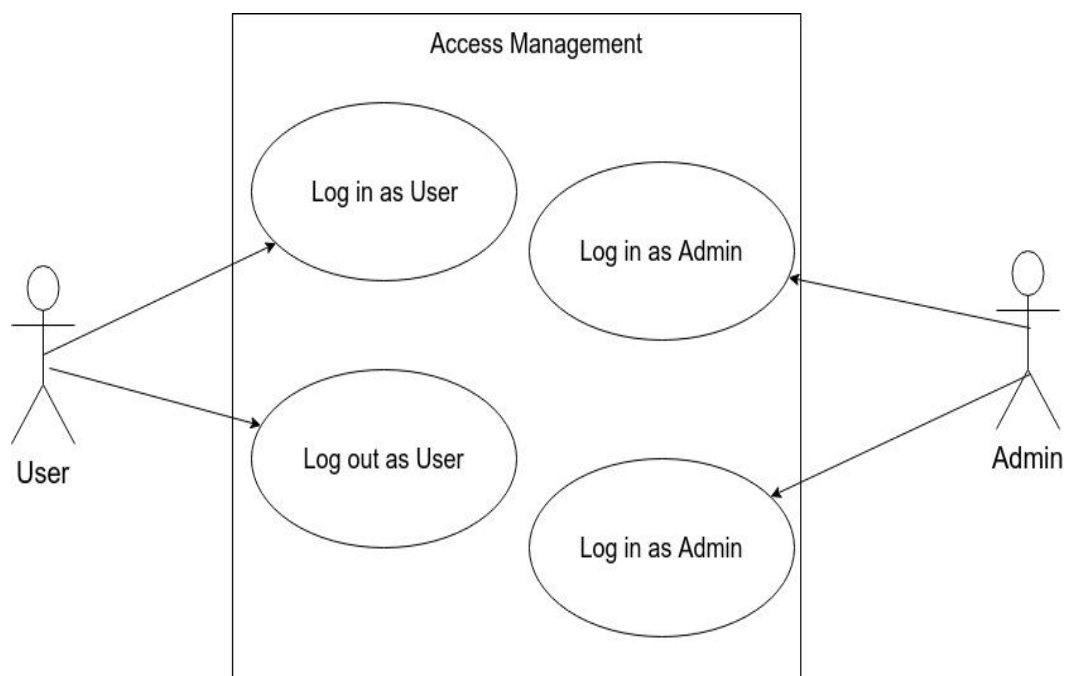 Access Management
Log in as User
Log in as Admin
Log out as User
Log in as Admin
User
Admin